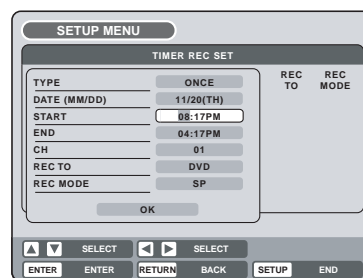 SETUP MENU
TIMER REC SET
REC TO REC MODE
TYPE ONCE
DATE (MM/DD) 11/20(TH)
START 08:17PM
END 04:17PM
CH 01
REC TO DVD
REC MODE SP
OK
SELECT SELECT
ENTER ENTER RETURN BACK SETUP END